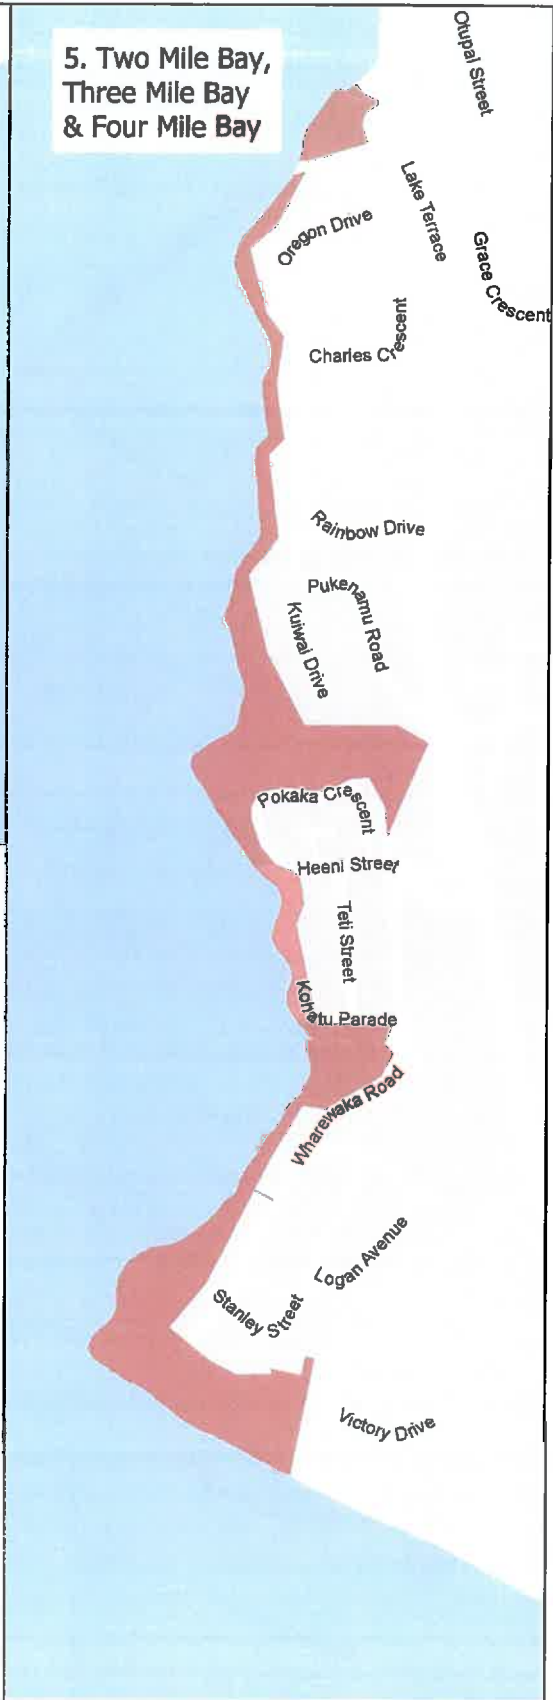 5. Two Mile Bay,
Three Mile Bay
& Four Mile Bay
Otupai Street
Lake Terrace
Oregon Drive
Grace Crescent
Charles Crescent
Rainbow Drive
Pukenamu Road
Kuiwai Drive
Pokaka Crescent
Heeni Street
Teti Street
Kohatu Parade
Wharewaka Road
Logan Avenue
Stanley Street
Victory Drive